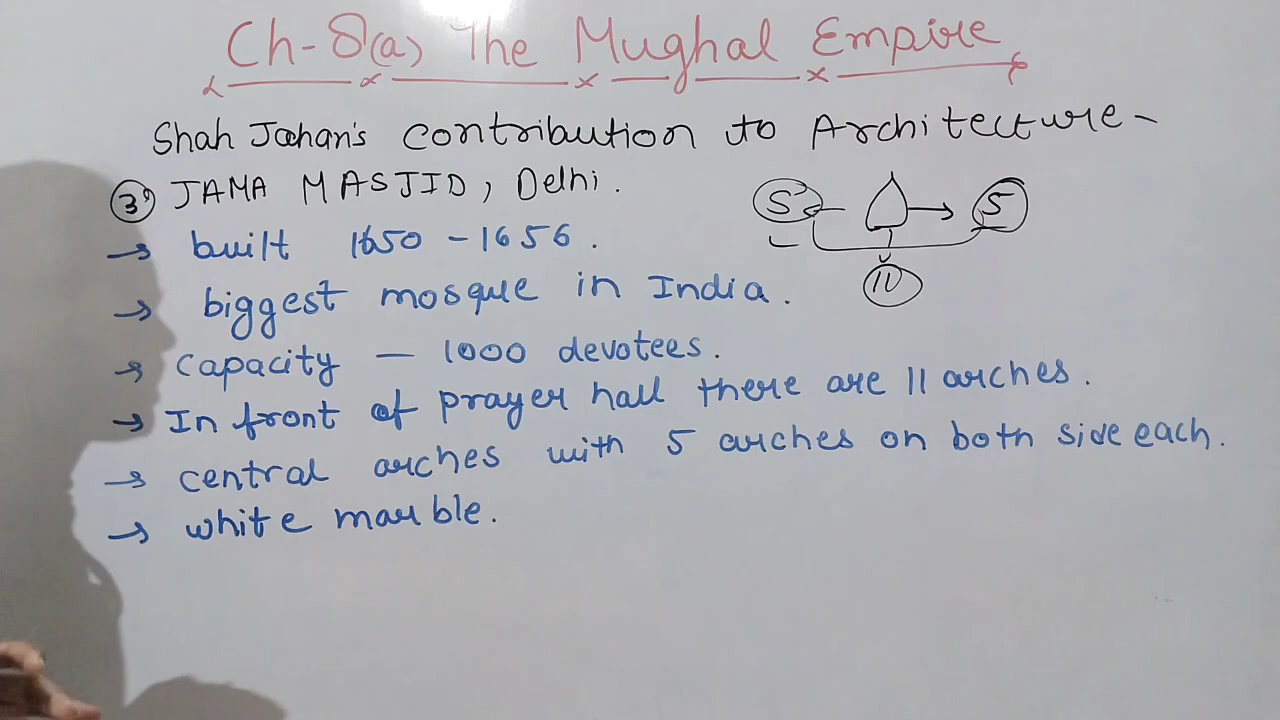 Ch-8(a) The Mughal Empire
Shah Jahan's contribution to Architecture-
3) JAMA MASJID, Delhi.
5 5
11
→ built 1650 - 1656.
→ biggest mosque in India.
→ capacity - 1000 devotees.
→ In front of prayer hall there are 11 arches.
→ central arches with 5 arches on both side each.
→ white marble.